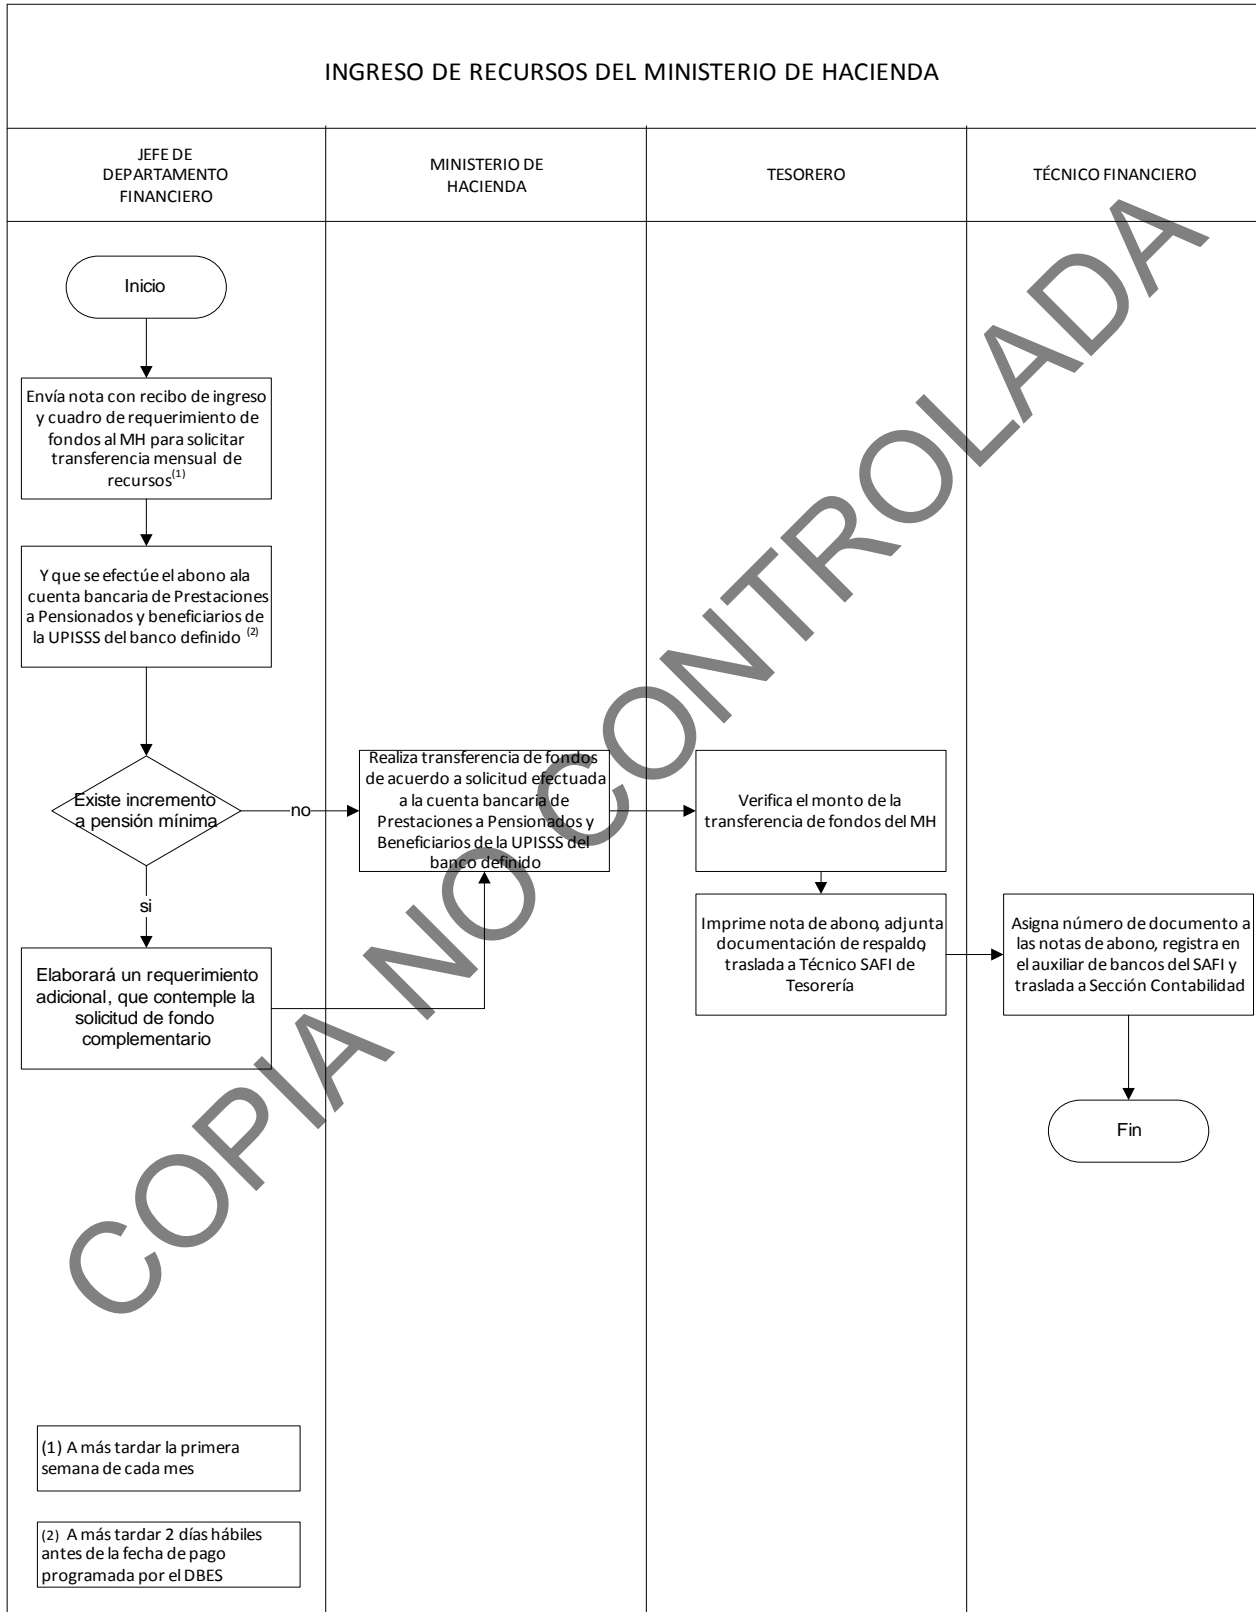 INGRESO DE RECURSOS DEL MINISTERIO DE HACIENDA
JEFE DE
DEPARTAMENTO
FINANCIERO
MINISTERIO DE
HACIENDA
TESORERO
TÉCNICO FINANCIERO
Inicio
Envía nota con recibo de ingreso
y cuadro de requerimiento de
fondos al MH para solicitar
transferencia mensual de
recursos(1)
Y que se efectúe el abono ala
cuenta bancaria de Prestaciones
a Pensionados y beneficiarios de
la UPISSS del banco definido (2)
Existe incremento
a pensión mínima
no
si
Elaborará un requerimiento
adicional, que contemple la
solicitud de fondo
complementario
Realiza transferencia de fondos
de acuerdo a solicitud efectuada
a la cuenta bancaria de
Prestaciones a Pensionados y
Beneficiarios de la UPISSS del
banco definido
Verifica el monto de la
transferencia de fondos del MH
Imprime nota de abono, adjunta
documentación de respaldo,
traslada a Técnico SAFI de
Tesorería
Asigna número de documento a
las notas de abono, registra en
el auxiliar de bancos del SAFI y
traslada a Sección Contabilidad
Fin
(1) A más tardar la primera
semana de cada mes
(2) A más tardar 2 días hábiles
antes de la fecha de pago
programada por el DBES
COPIA NO CONTROLADA